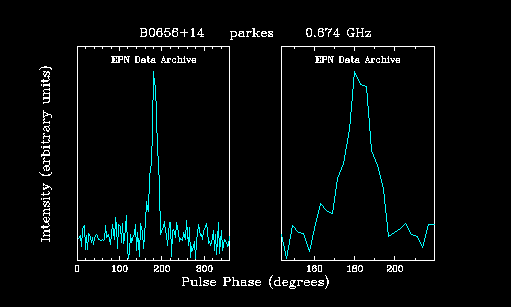 B0656+14 parkes 0.674 GHz
EPN Data Archive EPN Data Archive
Intensity (arbitrary units)
0 100 200 300 160 180 200
Pulse Phase (degrees)